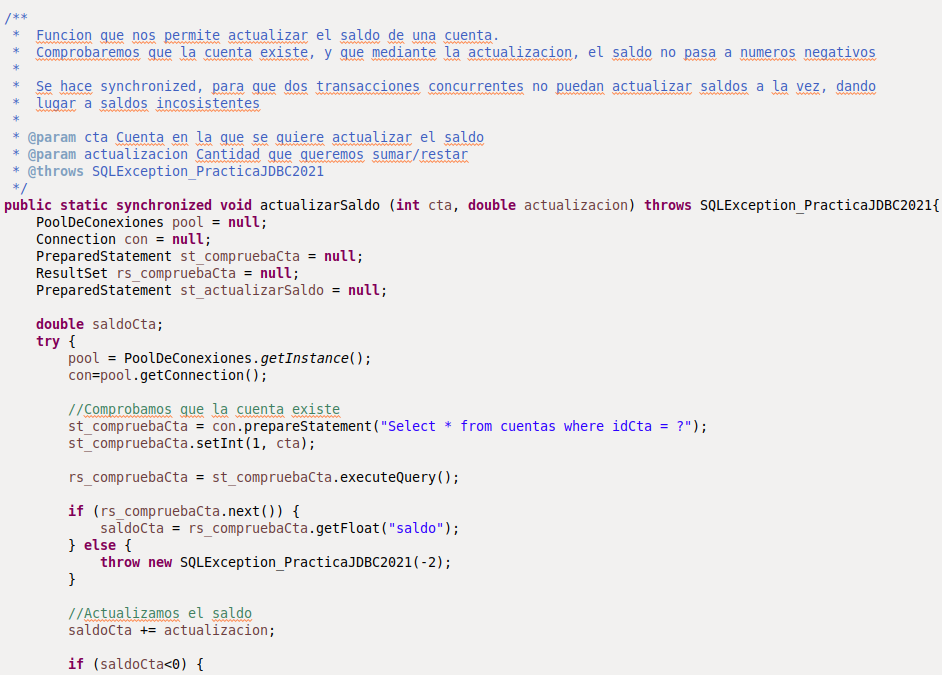 /**
 *  Funcion que nos permite actualizar el saldo de una cuenta.
 *  Comprobaremos que la cuenta existe, y que mediante la actualizacion, el saldo no pasa a numeros negativos
 *
 *  Se hace synchronized, para que dos transacciones concurrentes no puedan actualizar saldos a la vez, dando
 *  lugar a saldos incosistentes
 *
 * @param cta Cuenta en la que se quiere actualizar el saldo
 * @param actualizacion Cantidad que queremos sumar/restar
 * @throws SQLException_PracticaJDBC2021
 */
public static synchronized void actualizarSaldo (int cta, double actualizacion) throws SQLException_PracticaJDBC2021{
    PoolDeConexiones pool = null;
    Connection con = null;
    PreparedStatement st_compruebaCta = null;
    ResultSet rs_compruebaCta = null;
    PreparedStatement st_actualizarSaldo = null;

    double saldoCta;
    try {
        pool = PoolDeConexiones.getInstance();
        con=pool.getConnection();

        //Comprobamos que la cuenta existe
        st_compruebaCta = con.prepareStatement("Select * from cuentas where idCta = ?");
        st_compruebaCta.setInt(1, cta);

        rs_compruebaCta = st_compruebaCta.executeQuery();

        if (rs_compruebaCta.next()) {
            saldoCta = rs_compruebaCta.getFloat("saldo");
        } else {
            throw new SQLException_PracticaJDBC2021(-2);
        }

        //Actualizamos el saldo
        saldoCta += actualizacion;

        if (saldoCta<0) {